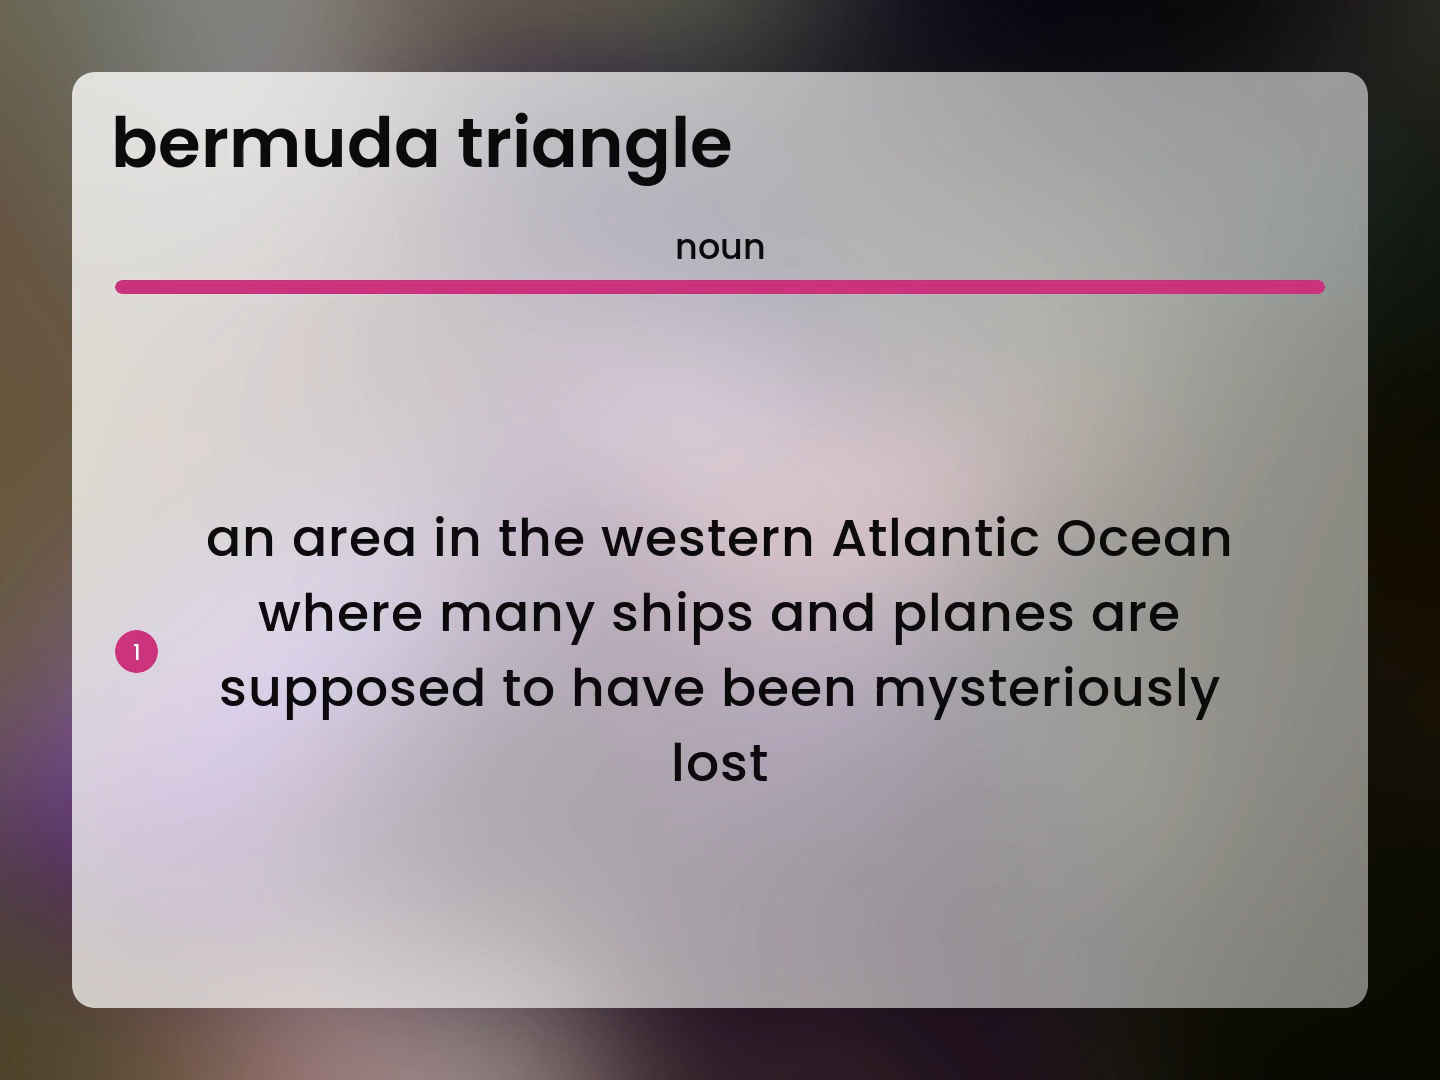 bermuda triangle
noun
an area in the western Atlantic Ocean
where many ships and planes are
1
supposed to have been mysteriously
lost